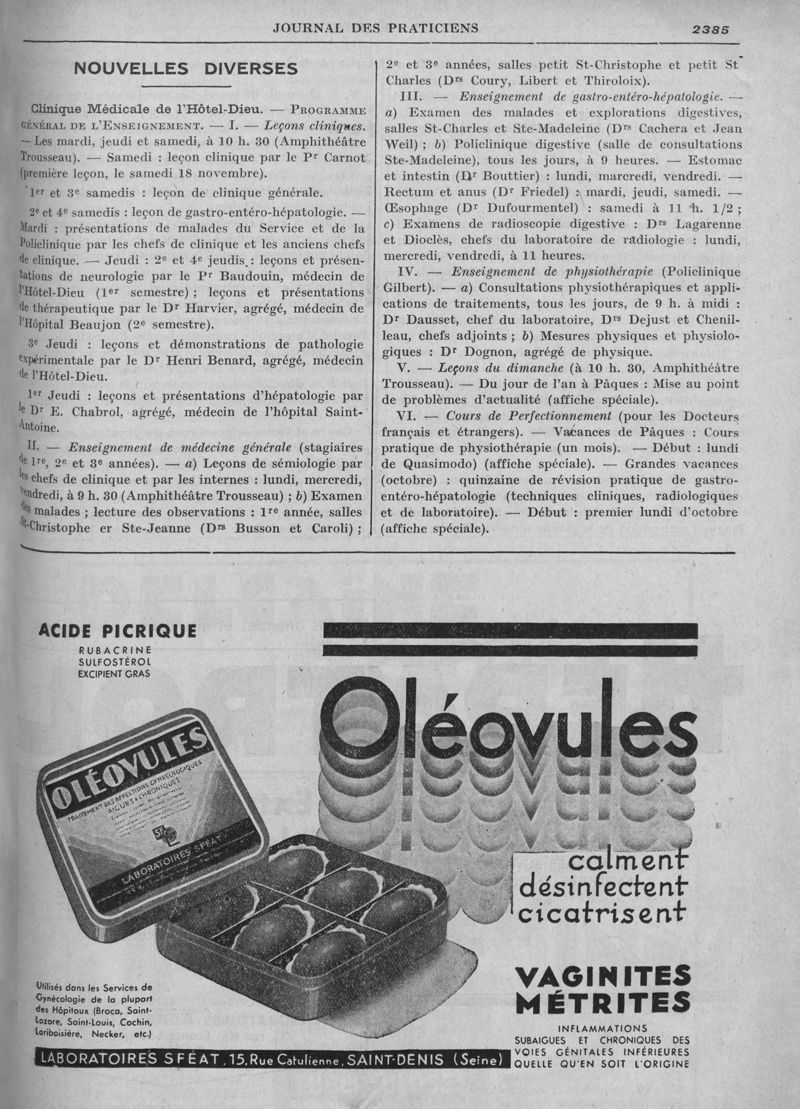 JOURNAL DES PRATICIENS
2385
NOUVELLES DIVERSES
Clinique Médicale de l'Hôtel-Dieu. — PROGRAMME
GÉNÉRAL DE L'ENSEIGNEMENT. — I. — Leçons cliniques.
— Les mardi, jeudi et samedi, à 10 h. 30 (Amphithéâtre
Trousseau). — Samedi : leçon clinique par le Pr Carnot
(première leçon, le samedi 18 novembre).
1er et 3e samedis : leçon de clinique générale.
2e et 4e samedis : leçon de gastro-entéro-hépatologie. —
Mardi : présentations de malades du Service et de la
Policlinique par les chefs de clinique et les anciens chefs
de clinique. — Jeudi : 2e et 4e jeudis, : leçons et présen-
tations de neurologie par le Pr Baudouin, médecin de
l'Hôtel-Dieu (1er semestre) ; leçons et présentations
de thérapeutique par le Dr Harvier, agrégé, médecin de
l'Hôpital Beaujon (2e semestre).
3e Jeudi : leçons et démonstrations de pathologie
expérimentale par le Dr Henri Benard, agrégé, médecin
de l'Hôtel-Dieu.
1er Jeudi : leçons et présentations d'hépatologie par
le Dr E. Chabrol, agrégé, médecin de l'hôpital Saint-
Antoine.
II. — Enseignement de médecine générale (stagiaires
de 1re, 2e et 3e années). — a) Leçons de sémiologie par
les chefs de clinique et par les internes : lundi, mercredi,
vendredi, à 9 h. 30 (Amphithéâtre Trousseau) ; b) Examen
des malades ; lecture des observations : 1re année, salles
St-Christophe er Ste-Jeanne (Drs Busson et Caroli) ;
2e et 3e années, salles petit St-Christophe et petit St
Charles (Drs Coury, Libert et Thiroloix).
III. — Enseignement de gastro-entéro-hépatologie. —
a) Examen des malades et explorations digestives,
salles St-Charles et Ste-Madeleine (Drs Cachera et Jean
Weil) ; b) Policlinique digestive (salle de consultations
Ste-Madeleine), tous les jours, à 9 heures. — Estomac
et intestin (Dr Bouttier) : lundi, marcredi, vendredi. —
Rectum et anus (Dr Friedel) : mardi, jeudi, samedi. —
Œsophage (Dr Dufourmentel) : samedi à 11 h. 1/2 ;
c) Examens de radioscopie digestive : Drs Lagarenne
et Dioclès, chefs du laboratoire de radiologie : lundi,
mercredi, vendredi, à 11 heures.
IV. — Enseignement de physiothérapie (Policlinique
Gilbert). — a) Consultations physiothérapiques et appli-
cations de traitements, tous les jours, de 9 h. à midi :
Dr Dausset, chef du laboratoire, Drs Dejust et Chenil-
leau, chefs adjoints ; b) Mesures physiques et physiolo-
giques : Dr Dognon, agrégé de physique.
V. — Leçons du dimanche (à 10 h. 30, Amphithéâtre
Trousseau). — Du jour de l'an à Pâques : Mise au point
de problèmes d'actualité (affiche spéciale).
VI. — Cours de Perfectionnement (pour les Docteurs
français et étrangers). — Vacances de Pâques : Cours
pratique de physiothérapie (un mois). — Début : lundi
de Quasimodo) (affiche spéciale). — Grandes vacances
(octobre) : quinzaine de révision pratique de gastro-
entéro-hépatologie (techniques cliniques, radiologiques
et de laboratoire). — Début : premier lundi d'octobre
(affiche spéciale).
ACIDE PICRIQUE
RUBACRINE
SULFOSTÉROL
EXCIPIENT GRAS
Oléovules
OLÉOVULES
TRAITEMENT DES AFFECTIONS GYNÉCOLOGIQUES
AIGUES & CHRONIQUES
LABORATOIRES SFÉAT
calment
désinfectent
cicatrisent
VAGINITES
MÉTRITES
INFLAMMATIONS
SUBAIGUES ET CHRONIQUES DES
VOIES GÉNITALES INFÉRIEURES
QUELLE QU'EN SOIT L'ORIGINE
Utilisés dans les Services de
Gynécologie de la plupart
des Hôpitaux (Broca, Saint-
Lazare, Saint-Louis, Cochin,
Lariboisière, Necker, etc.)
LABORATOIRES SFÉAT, 15, Rue Catulienne, SAINT-DENIS (Seine)